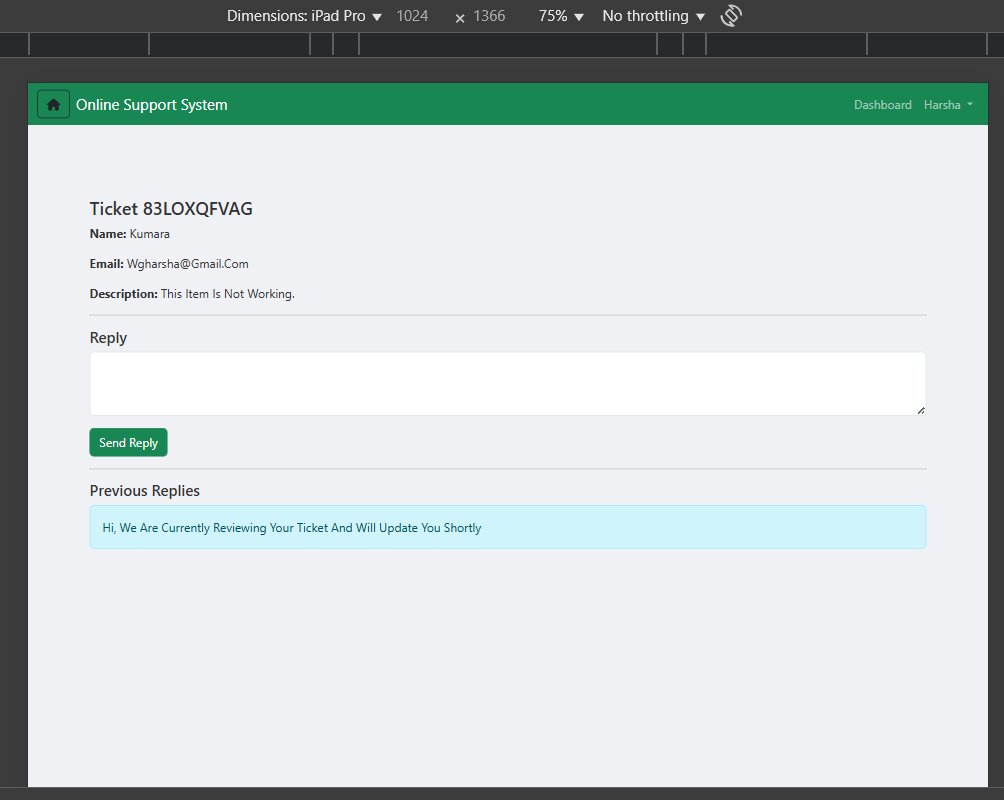 Dimensions: iPad Pro 1024 × 1366 75% No throttling
Online Support System Dashboard Harsha
Ticket 83LOXQFVAG
Name: Kumara
Email: Wgharsha@Gmail.Com
Description: This Item Is Not Working.
Reply
Send Reply
Previous Replies
Hi, We Are Currently Reviewing Your Ticket And Will Update You Shortly